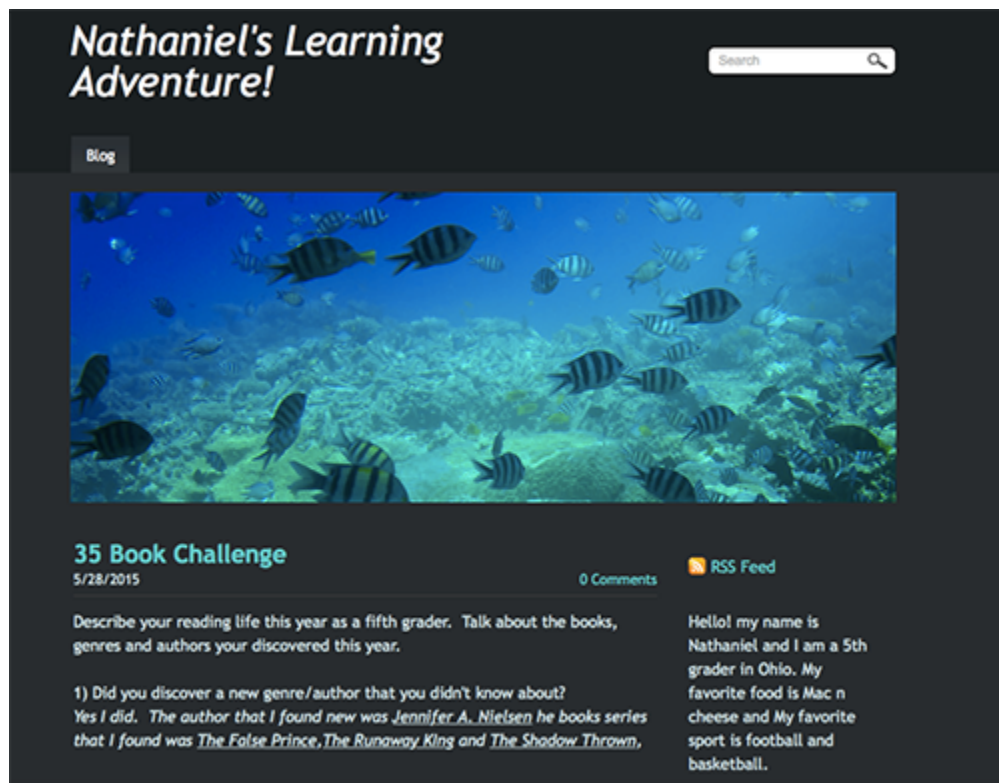 Nathaniel's Learning
Adventure!
Search
Blog
35 Book Challenge
5/28/2015
0 Comments
Describe your reading life this year as a fifth grader.  Talk about the books,
genres and authors your discovered this year.
1) Did you discover a new genre/author that you didn't know about?
Yes I did.  The author that I found new was Jennifer A. Nielsen he books series
that I found was The False Prince,The Runaway KIng and The Shadow Thrown,
RSS Feed
Hello! my name is
Nathaniel and I am a 5th
grader in Ohio. My
favorite food is Mac n
cheese and My favorite
sport is football and
basketball.